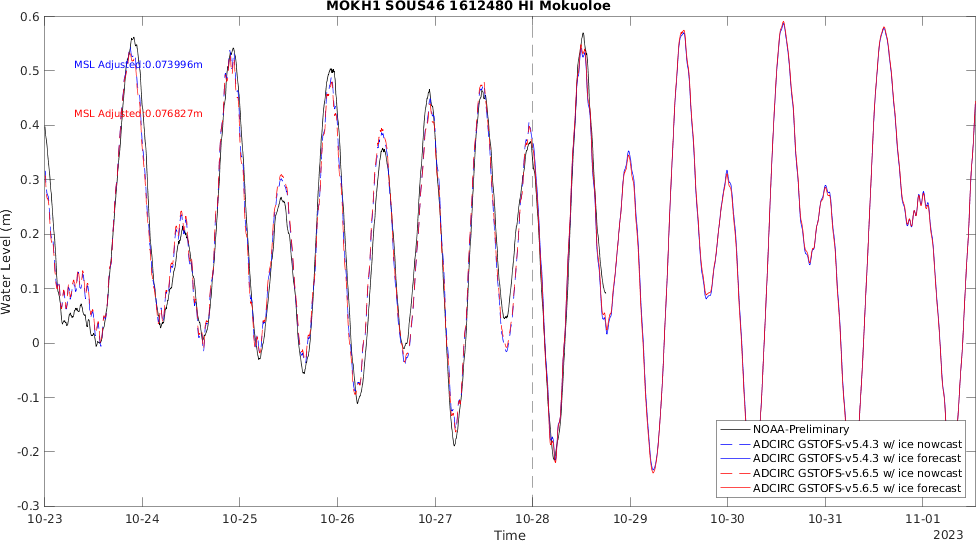 MOKH1 SOUS46 1612480 HI Mokuoloe
Water Level (m)
0.6
0.5
0.4
0.3
0.2
0.1
0
-0.1
-0.2
-0.3
MSL Adjusted:0.073996m
MSL Adjusted:0.076827m
NOAA-Preliminary
ADCIRC GSTOFS-v5.4.3 w/ ice nowcast
ADCIRC GSTOFS-v5.4.3 w/ ice forecast
ADCIRC GSTOFS-v5.6.5 w/ ice nowcast
ADCIRC GSTOFS-v5.6.5 w/ ice forecast
10-23 10-24 10-25 10-26 10-27 10-28 10-29 10-30 10-31 11-01
Time
2023